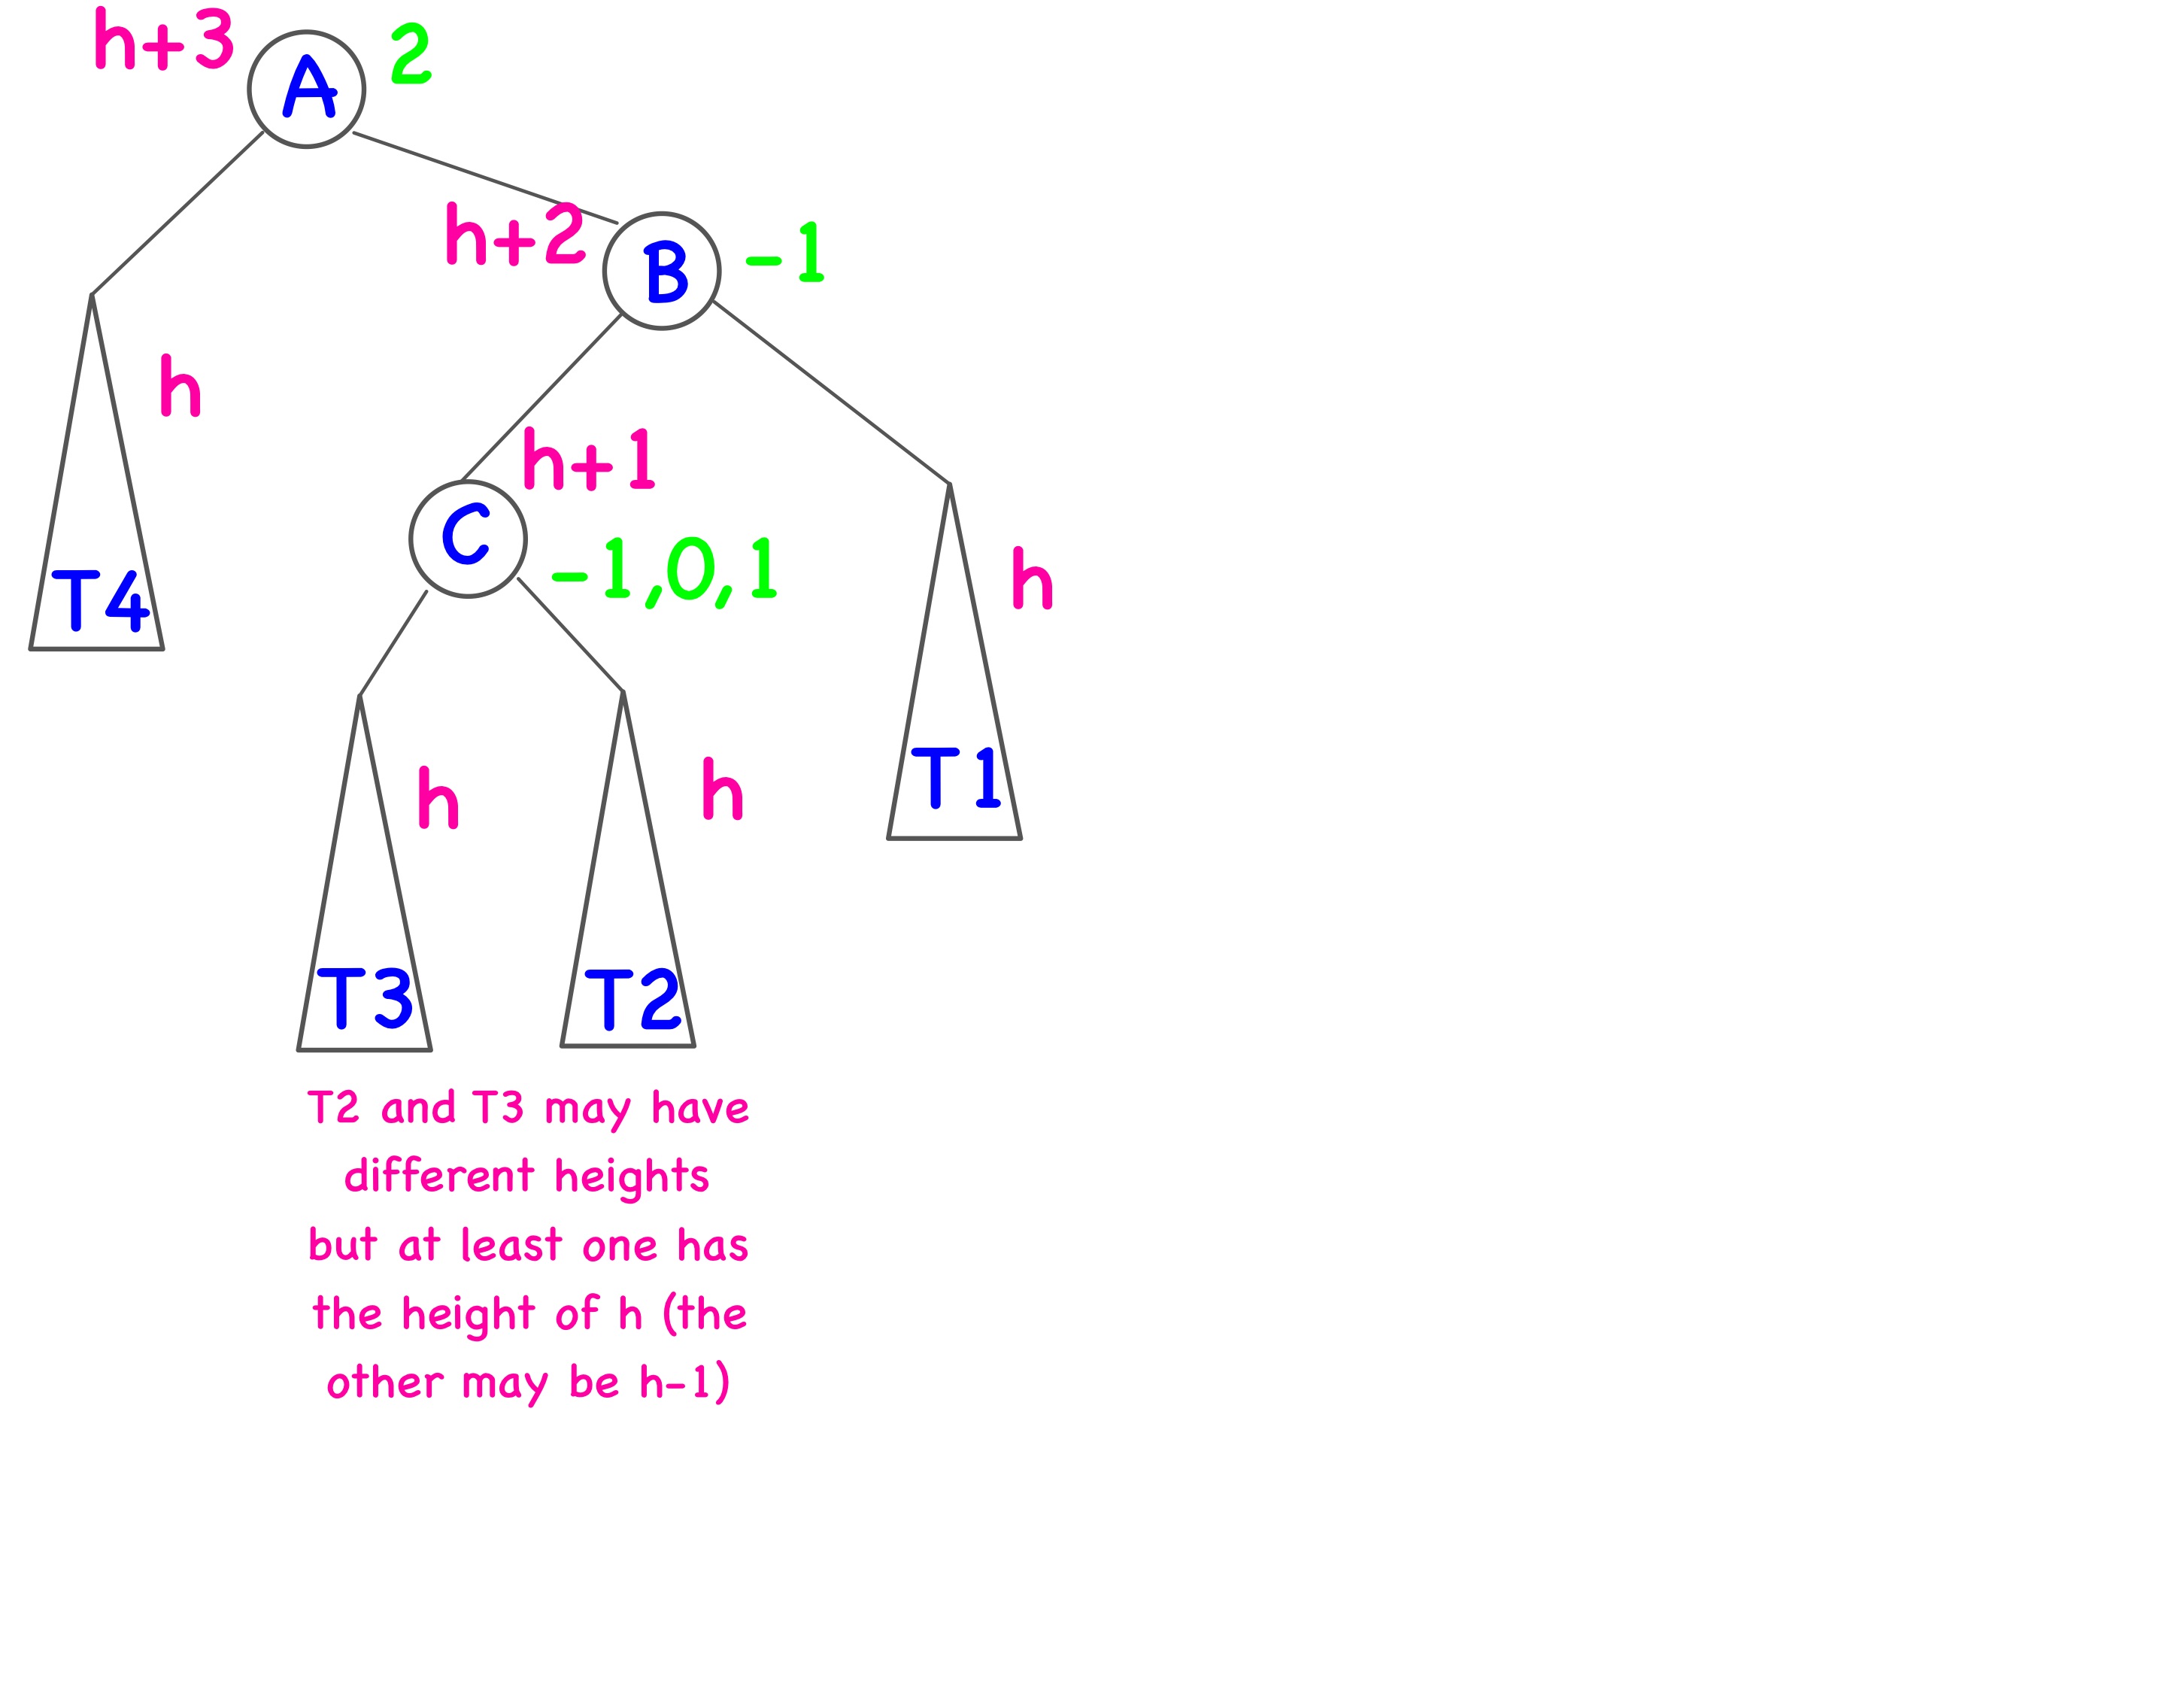 h+3 A 2
h+2 B -1
h
h+1
C -1,0,1
h
T4
T1
h h
T3 T2
T2 and T3 may have
different heights
but at least one has
the height of h (the
other may be h-1)